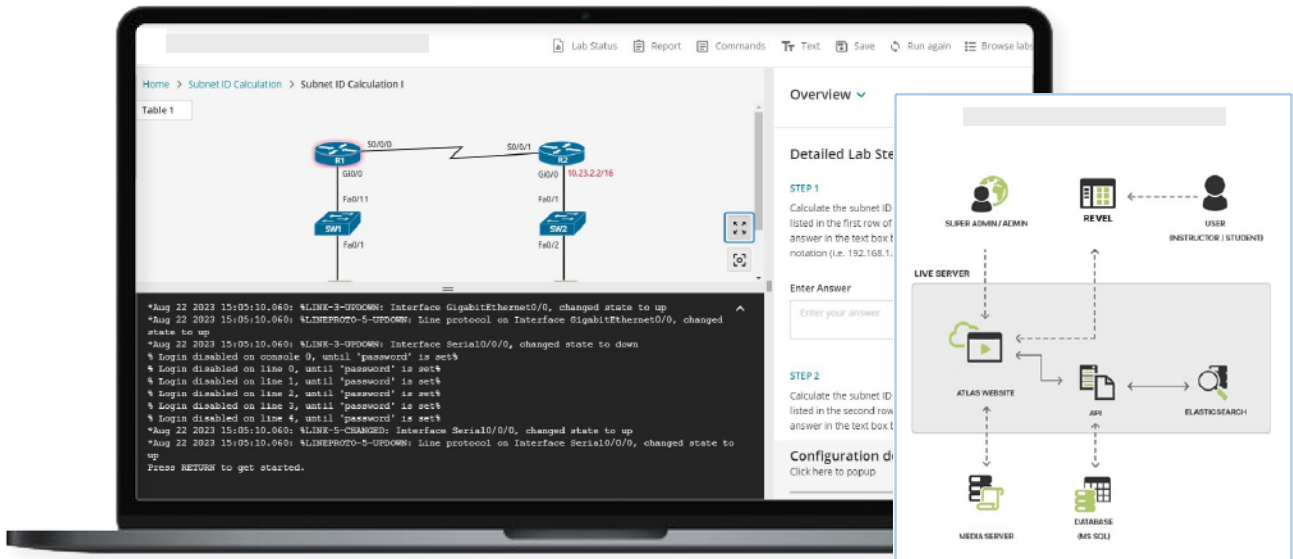 Lab Status Report Commands Text Save Run again Browse labs
Home > Subnet ID Calculation > Subnet ID Calculation I
Table 1
S0/0/0
S0/0/1
R1
R2
Gi0/0
Gi0/0 10.23.2.2/16
Fa0/11
Fa0/1
SW1
SW2
Fa0/1
Fa0/2
*Aug 22 2023 15:05:10.060: %LINK-3-UPDOWN: Interface GigabitEthernet0/0, changed state to up
*Aug 22 2023 15:05:10.060: %LINEPROTO-5-UPDOWN: Line protocol on Interface GigabitEthernet0/0, changed
state to up
*Aug 22 2023 15:05:10.060: %LINK-3-UPDOWN: Interface Serial0/0/0, changed state to down
% Login disabled on console 0, until 'password' is set%
% Login disabled on line 0, until 'password' is set%
% Login disabled on line 1, until 'password' is set%
% Login disabled on line 2, until 'password' is set%
% Login disabled on line 3, until 'password' is set%
% Login disabled on line 4, until 'password' is set%
*Aug 22 2023 15:05:10.060: %LINK-5-CHANGED: Interface Serial0/0/0, changed state to up
*Aug 22 2023 15:05:10.060: %LINEPROTO-5-UPDOWN: Line protocol on Interface Serial0/0/0, changed state to
up
Press RETURN to get started.
Overview
Detailed Lab Ste
STEP 1
Calculate the subnet ID
listed in the first row of
answer in the text box b
notation (i.e. 192.168.1.
Enter Answer
Enter your answer
STEP 2
Calculate the subnet ID
listed in the second row
answer in the text box b
Configuration d
Click here to popup
SUPER ADMIN / ADMIN
REVEL
USER
(INSTRUCTOR / STUDENT)
LIVE SERVER
ATLAS WEBSITE
API
ELASTICSEARCH
MEDIA SERVER
DATABASE
(MS SQL)